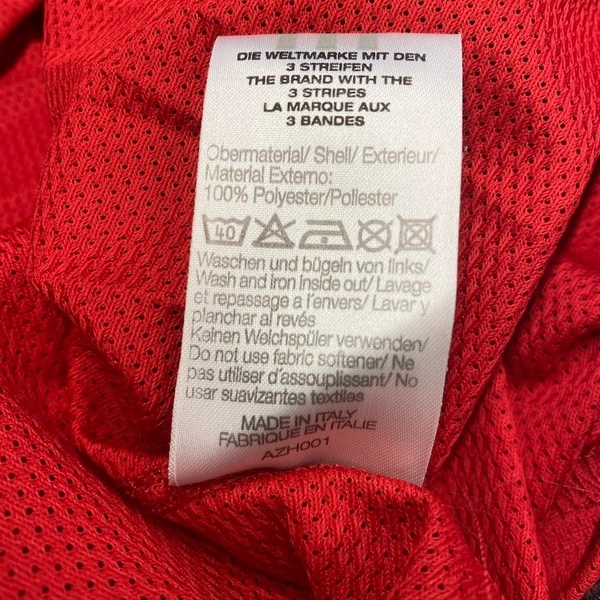 DIE WELTMARKE MIT DEN
3 STREIFEN
THE BRAND WITH THE
3 STRIPES
LA MARQUE AUX
3 BANDES
Obermaterial/ Shell/ Exterieur/
Material Externo:
100% Polyester/Poliester
40
Waschen und bügeln von links/
Wash and iron inside out/ Lavage
et repassage a l'envers/ Lavar y
planchar al revés
Keinen Weichspüler verwenden/
Do not use fabric softener/ Ne
pas utiliser d'assouplissant/ No
usar suavizantes textiles
MADE IN ITALY
FABRIQUE EN ITALIE
AZH001